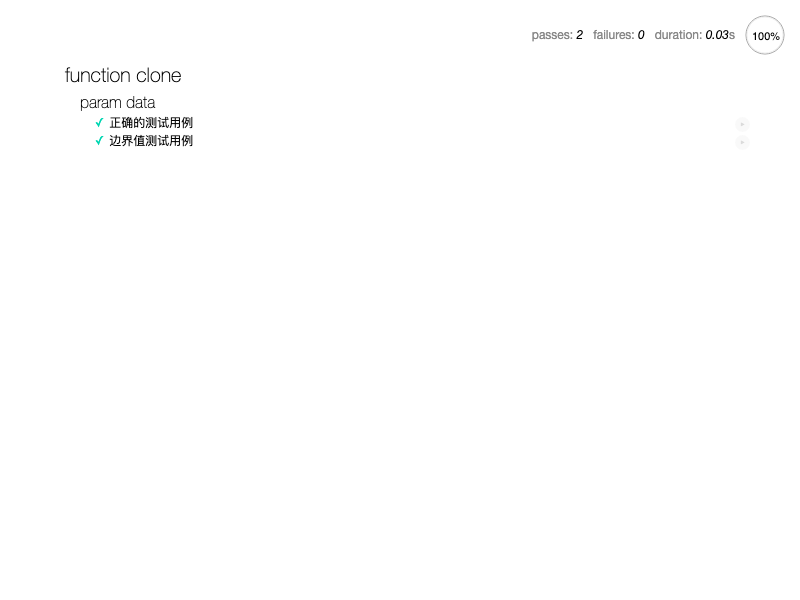 passes: 2 failures: 0 duration: 0.03s 100%
function clone
param data
✓ 正确的测试用例
✓ 边界值测试用例